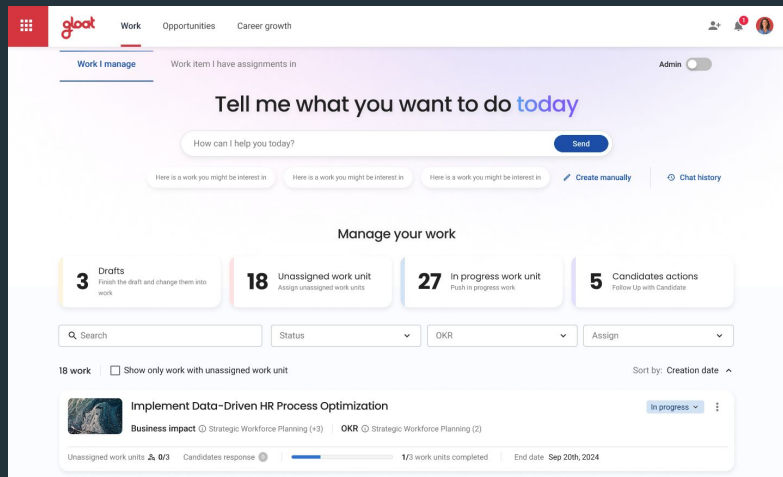 gloat
Work
Opportunities
Career growth
1
Work I manage
Work item I have assignments in
Admin
Tell me what you want to do today
How can I help you today?
Send
Here is a work you might be interest in
Here is a work you might be interest in
Here is a work you might be interest in
Create manually
Chat history
Manage your work
3
Drafts
Finish the draft and change them into
work
18
Unassigned work unit
Assign unassigned work units
27
In progress work unit
Push in progress work
5
Candidates actions
Follow Up with Candidate
Search
Status
OKR
Assign
18 work
Show only work with unassigned work unit
Sort by: Creation date
Implement Data-Driven HR Process Optimization
In progress
Business impact Strategic Workforce Planning (+3)
OKR Strategic Workforce Planning (2)
Unassigned work units 0/3
Candidates response
1/3 work units completed
End date Sep 20th, 2024